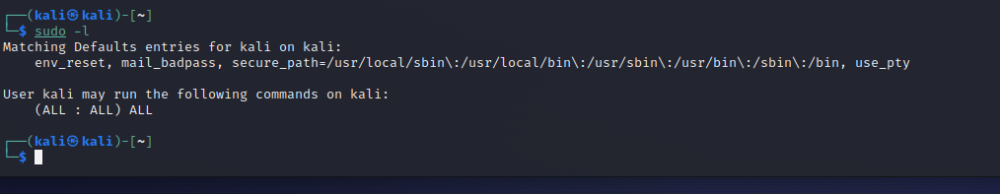 ┌──(kali㉿kali)-[~]
└─$ sudo -l
Matching Defaults entries for kali on kali:
    env_reset, mail_badpass, secure_path=/usr/local/sbin\:/usr/local/bin\:/usr/sbin\:/usr/bin\:/sbin\:/bin, use_pty

User kali may run the following commands on kali:
    (ALL : ALL) ALL

┌──(kali㉿kali)-[~]
└─$